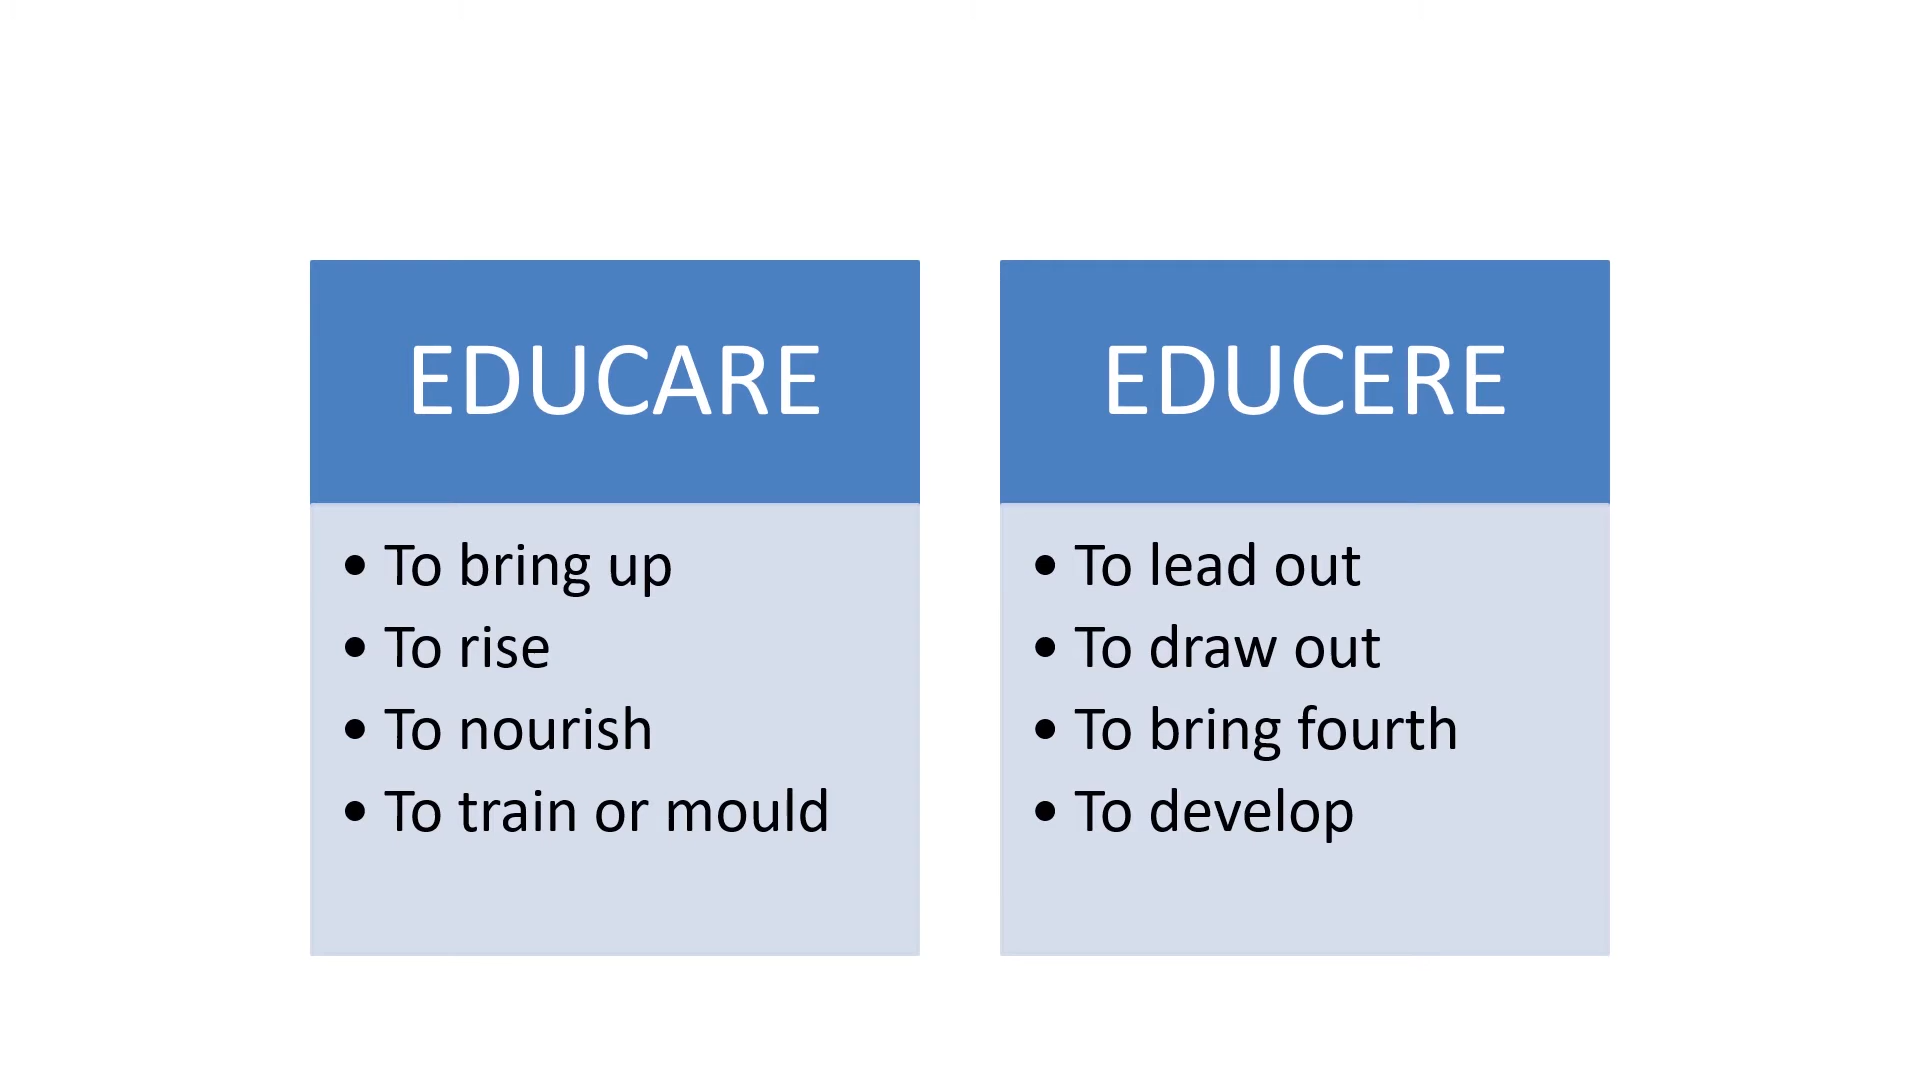 EDUCARE
• To bring up
• To rise
• To nourish
• To train or mould
EDUCERE
• To lead out
• To draw out
• To bring fourth
• To develop